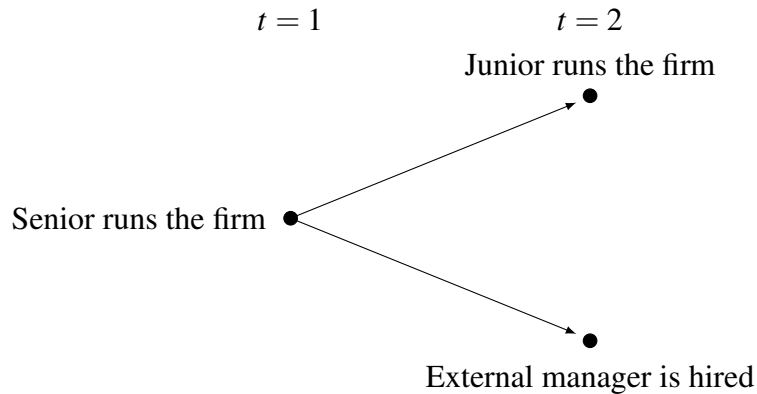 t = 1 t = 2
Junior runs the firm
Senior runs the firm
External manager is hired